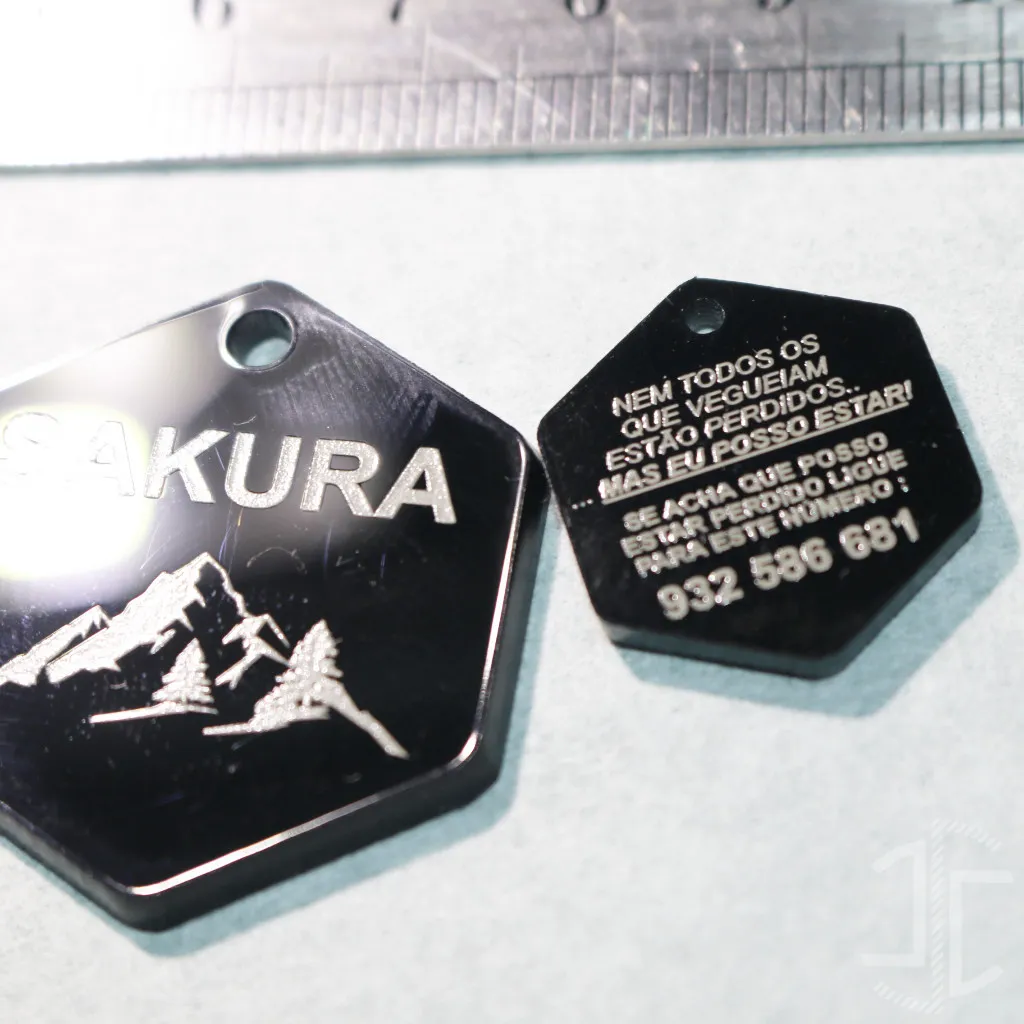 SAKURA
NEM TODOS OS
QUE VEGUEIAM
ESTÃO PERDIDOS..
... MAS EU POSSO ESTAR!
SE ACHA QUE POSSO
ESTAR PERDIDO LIGUE
PARA ESTE NÚMERO :
932 586 681